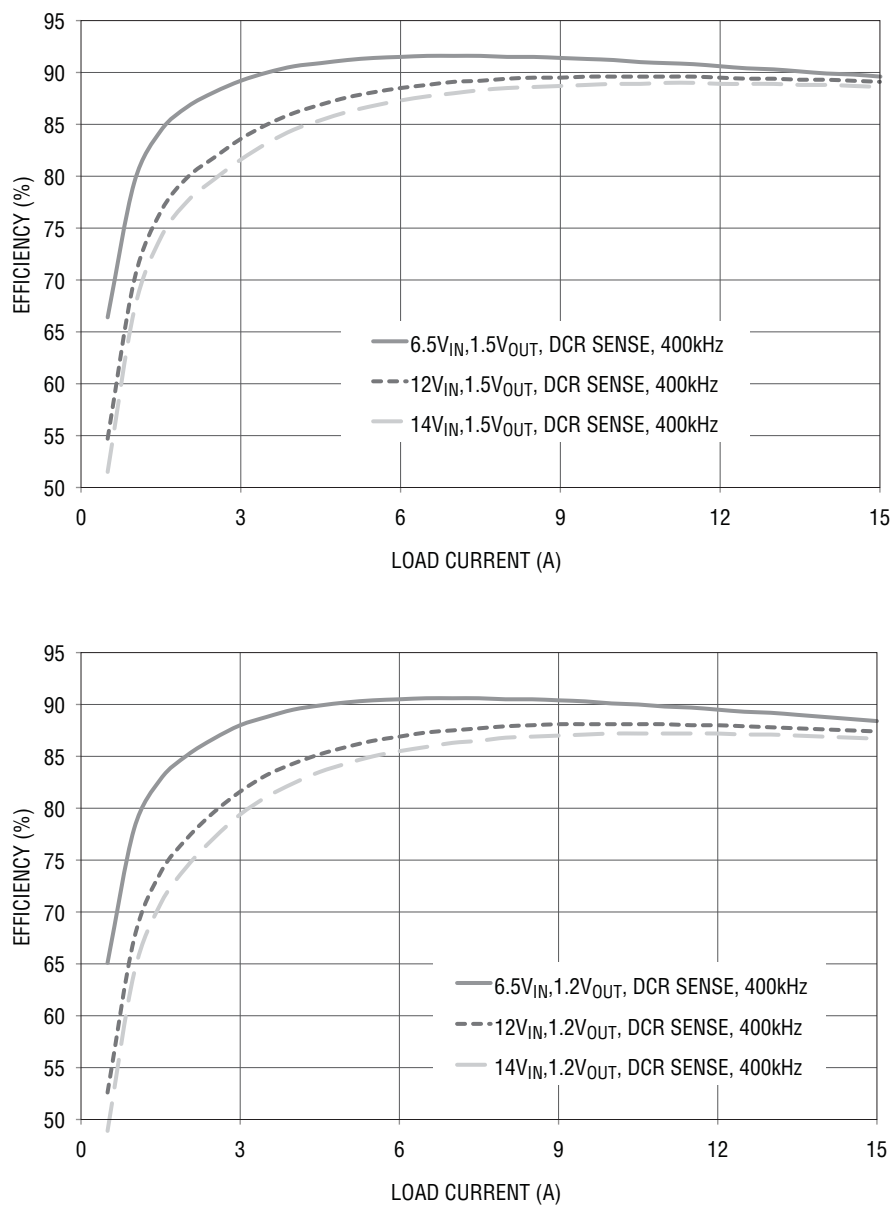 95
90
85
80
75
70
65
60
55
50
EFFICIENCY (%)
6.5VIN,1.5VOUT, DCR SENSE, 400kHz
12VIN,1.5VOUT, DCR SENSE, 400kHz
14VIN,1.5VOUT, DCR SENSE, 400kHz
0 3 6 9 12 15
LOAD CURRENT (A)
95
90
85
80
75
70
65
60
55
50
EFFICIENCY (%)
6.5VIN,1.2VOUT, DCR SENSE, 400kHz
12VIN,1.2VOUT, DCR SENSE, 400kHz
14VIN,1.2VOUT, DCR SENSE, 400kHz
0 3 6 9 12 15
LOAD CURRENT (A)